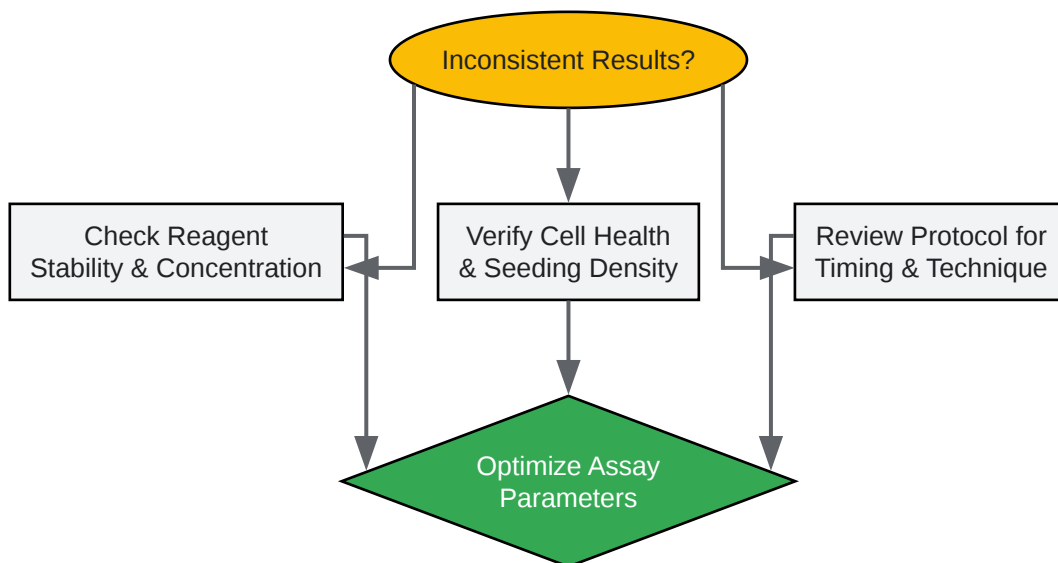 Inconsistent Results?
Check Reagent
Stability & Concentration
Verify Cell Health
& Seeding Density
Review Protocol for
Timing & Technique
Optimize Assay
Parameters